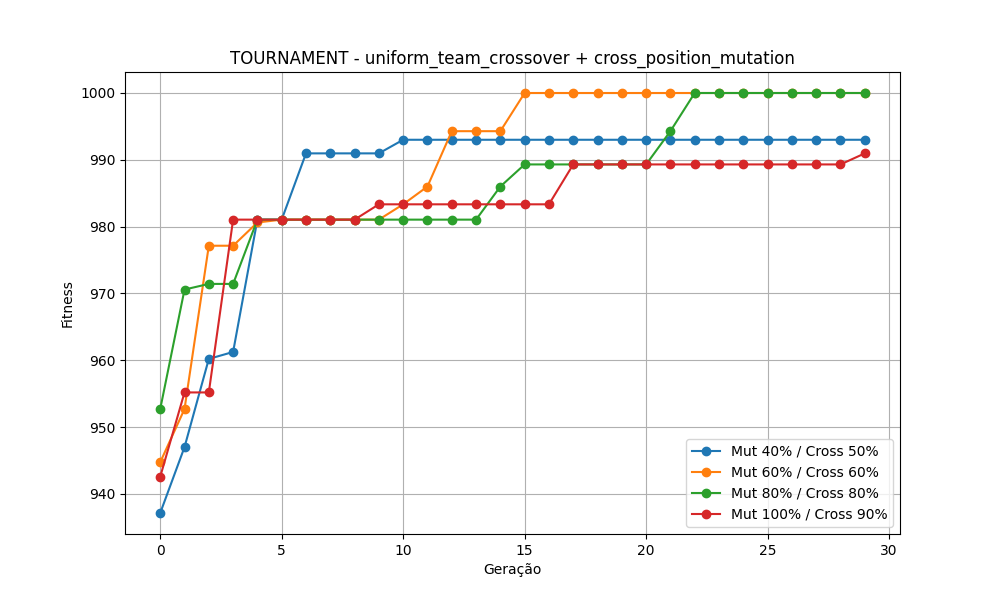 TOURNAMENT - uniform_team_crossover + cross_position_mutation
1000
990
980
970
960
950
940
Fitness
0 5 10 15 20 25 30
Geração
Mut 40% / Cross 50%
Mut 60% / Cross 60%
Mut 80% / Cross 80%
Mut 100% / Cross 90%